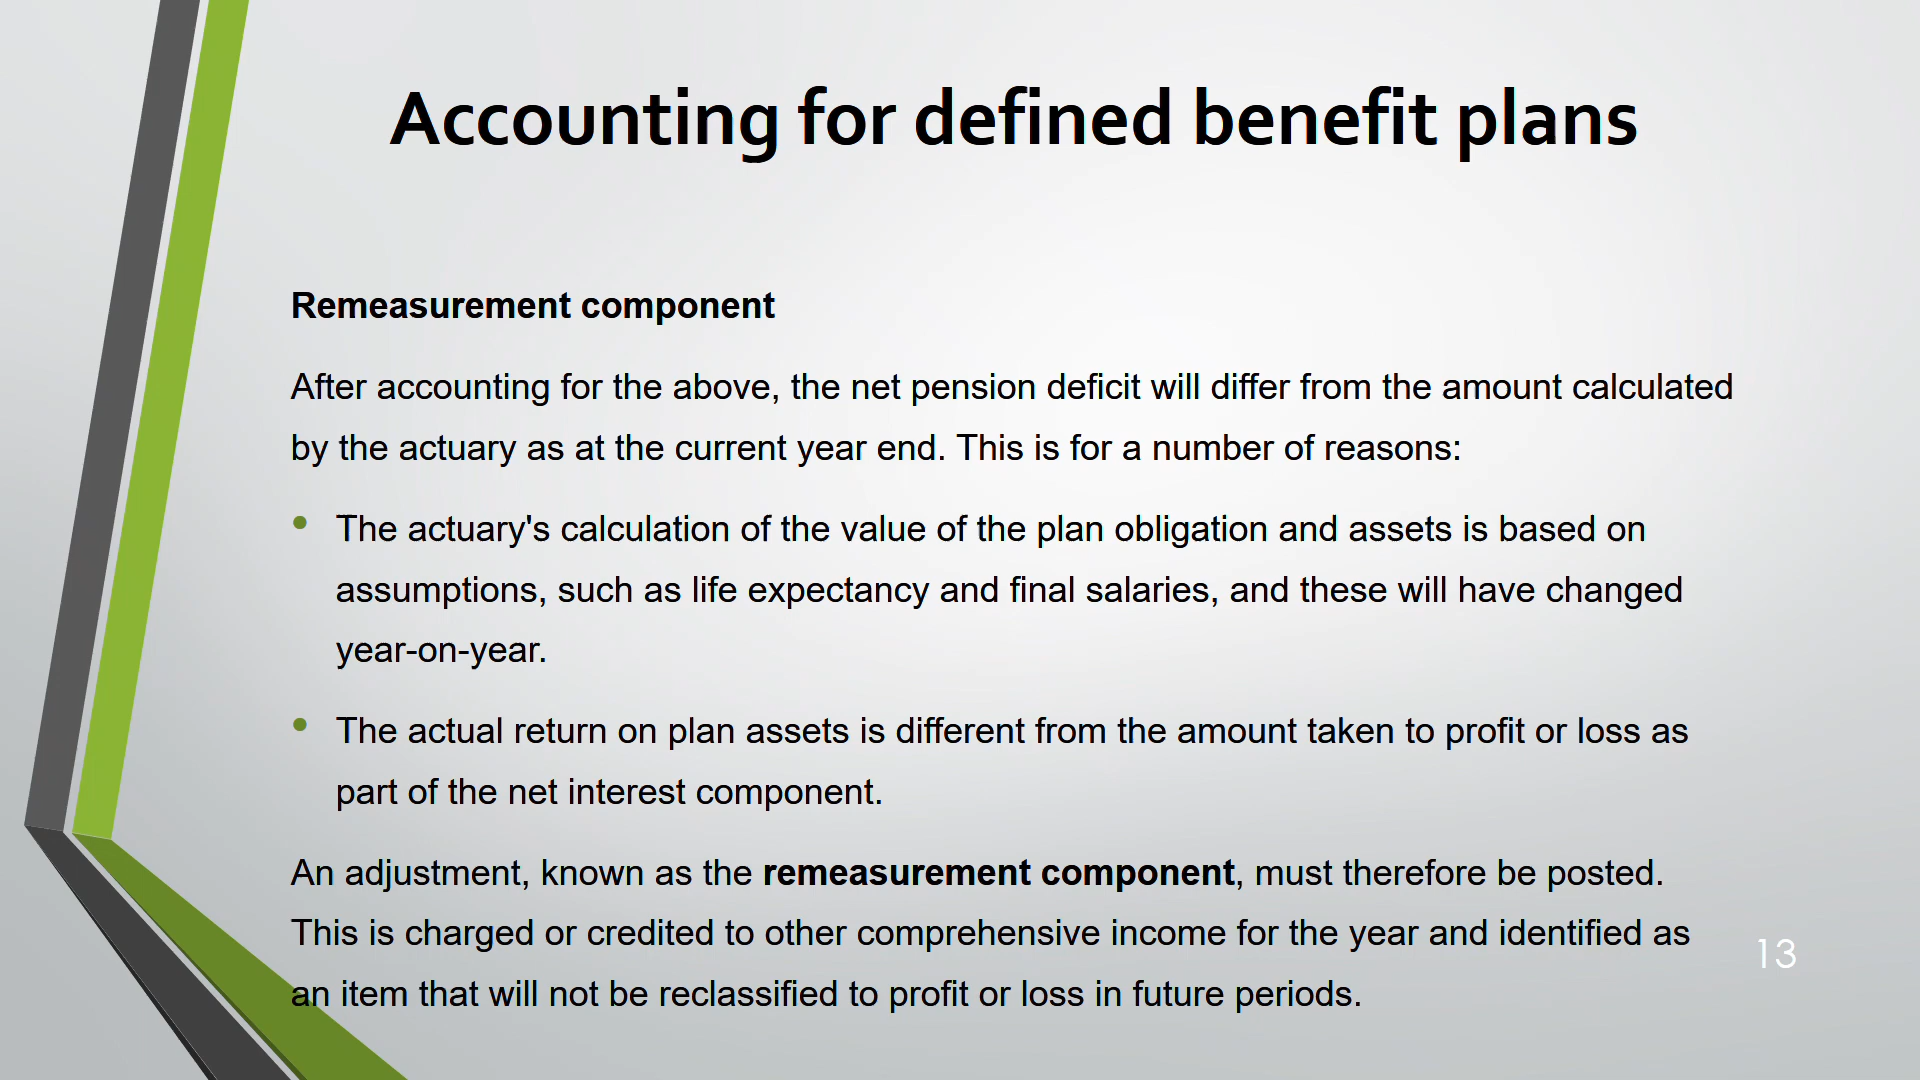 Accounting for defined benefit plans
Remeasurement component
After accounting for the above, the net pension deficit will differ from the amount calculated
by the actuary as at the current year end. This is for a number of reasons:
• The actuary's calculation of the value of the plan obligation and assets is based on
assumptions, such as life expectancy and final salaries, and these will have changed
year-on-year.
• The actual return on plan assets is different from the amount taken to profit or loss as
part of the net interest component.
An adjustment, known as the remeasurement component, must therefore be posted.
This is charged or credited to other comprehensive income for the year and identified as
an item that will not be reclassified to profit or loss in future periods.
13